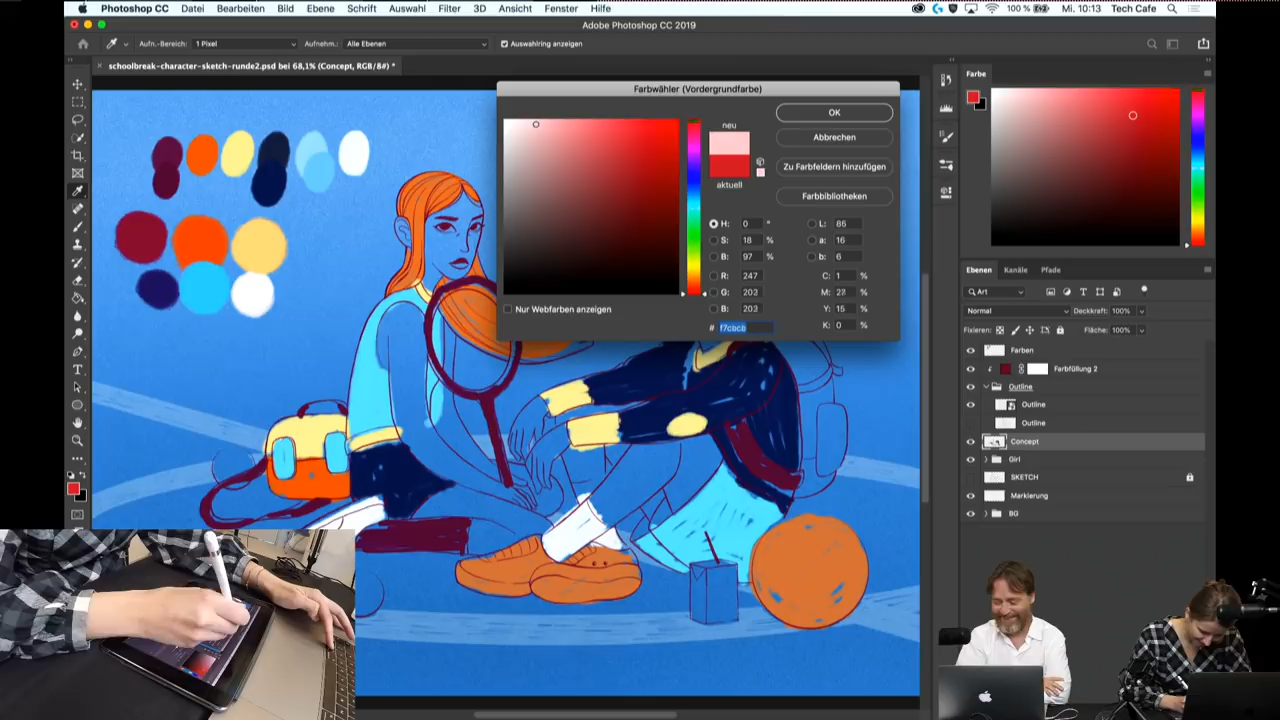 Photoshop CC Datei Bearbeiten Bild Ebene Schrift Auswahl Filter 3D Ansicht Fenster Hilfe 100 % Mi. 10:13 Tech Cafe
Adobe Photoshop CC 2019
Aufn.-Bereich: 1 Pixel Aufnehm.: Alle Ebenen Auswahlring anzeigen
schoolbreak-character-sketch-runde2.psd bei 68,1% (Concept, RGB/8#) *
Farbwähler (Vordergrundfarbe)
neu
aktuell
OK
Abbrechen
Zu Farbfeldern hinzufügen
Farbbibliotheken
H: 0 °
S: 18 %
B: 97 %
R: 247
G: 203
B: 203
# f7cbcb
L: 86
a: 16
b: 6
C: 1 %
M: 28 %
Y: 15 %
K: 0 %
Nur Webfarben anzeigen
Farbe
Ebenen Kanäle Pfade
Art
Normal Deckkraft: 100%
Fixieren: Fläche: 100%
Farben
Farbfüllung 2
Outline
Outline
Outline
Concept
Girl
SKETCH
Markierung
BG